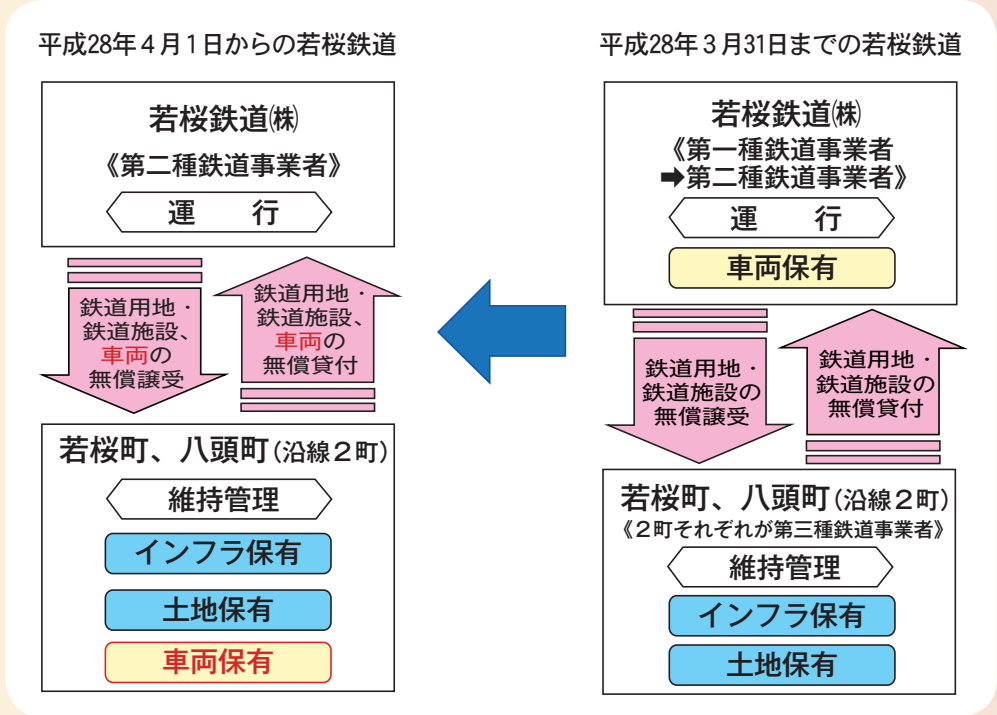 平成28年4月1日からの若桜鉄道
若桜鉄道㈱
《第二種鉄道事業者》
運　行
鉄道用地・
鉄道施設、
車両の
無償譲受
鉄道用地・
鉄道施設、
車両の
無償貸付
若桜町、八頭町(沿線2町)
維持管理
インフラ保有
土地保有
車両保有
平成28年3月31日までの若桜鉄道
若桜鉄道㈱
《第一種鉄道事業者
➡第二種鉄道事業者》
運　行
車両保有
鉄道用地・
鉄道施設の
無償譲受
鉄道用地・
鉄道施設の
無償貸付
若桜町、八頭町(沿線2町)
《2町それぞれが第三種鉄道事業者》
維持管理
インフラ保有
土地保有